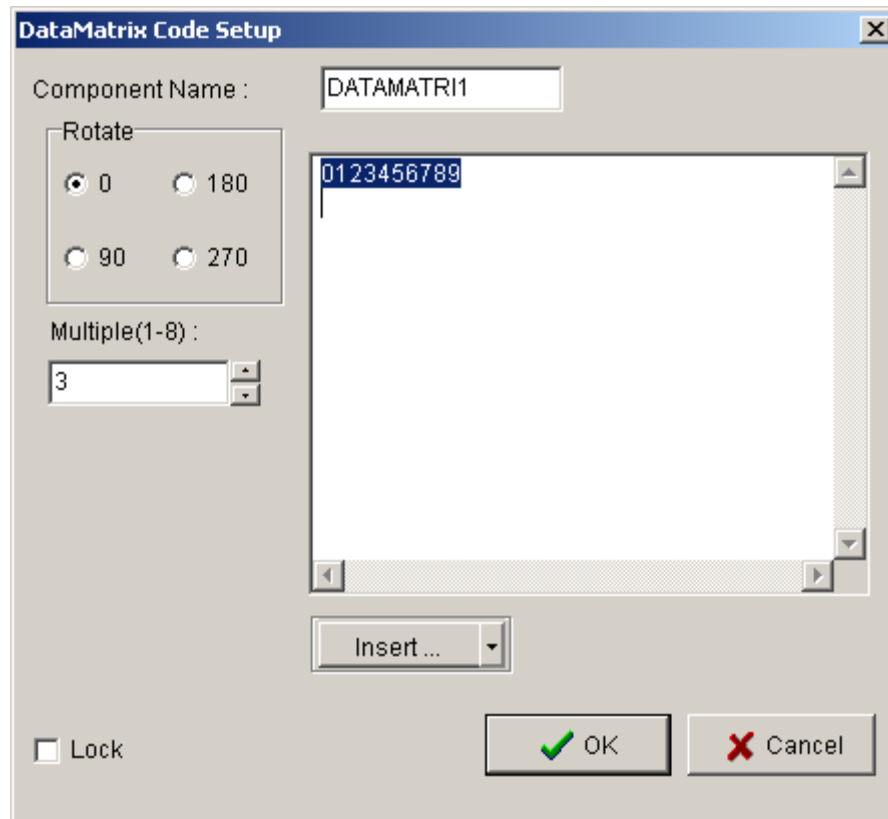 DataMatrix Code Setup
Component Name :
DATAMATRI1
Rotate
0
180
90
270
Multiple(1-8) :
3
0123456789
Insert ...
Lock
OK
Cancel